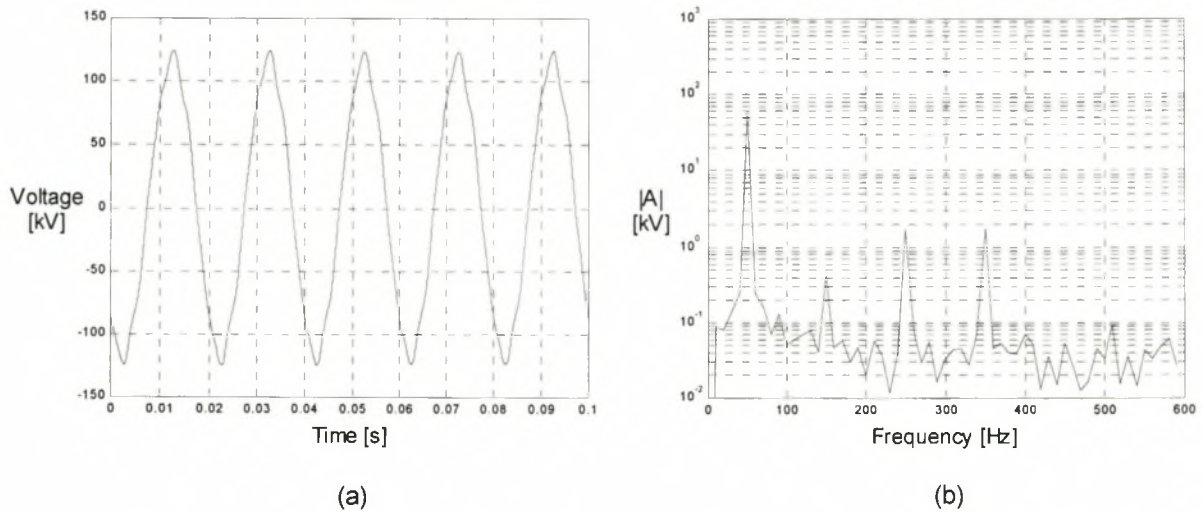 150
100
50
0
-50
-100
-150
Voltage
[kV]
0 0.01 0.02 0.03 0.04 0.05 0.06 0.07 0.08 0.09 0.1
Time [s]
(a)
10³
10²
10¹
10⁰
10⁻¹
10⁻²
|A|
[kV]
0 100 200 300 400 500 600
Frequency [Hz]
(b)